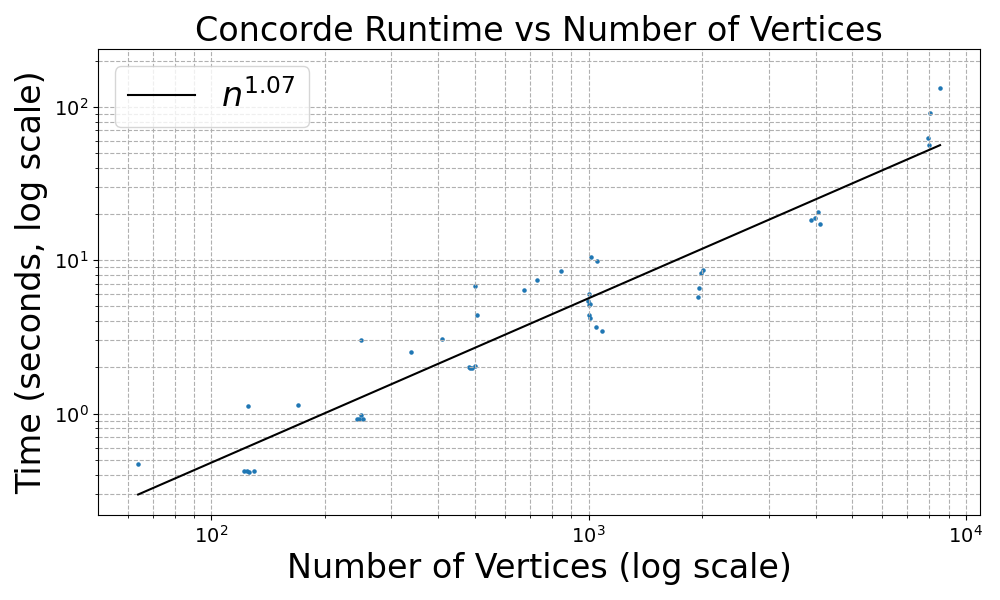 Concorde Runtime vs Number of Vertices
n^1.07
Time (seconds, log scale)
10^2
10^1
10^0
10^2 10^3 10^4
Number of Vertices (log scale)